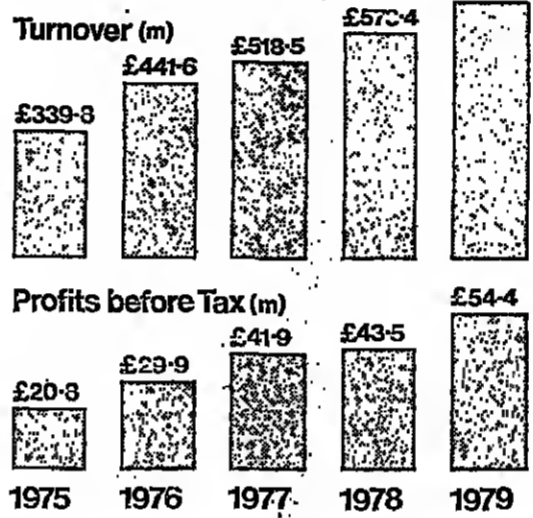 Turnover (m)
£339·8 £441·6 £518·5
Profits before Tax (m)
£20·8 £29·9 £41·9 £43·5 £54·4
1975 1976 1977 1978 1979